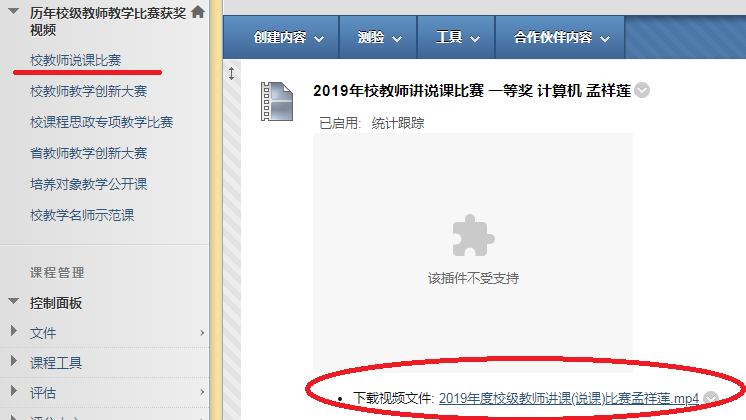 历年校级教师教学比赛获奖
视频
校教师说课比赛
校教师教学创新大赛
校课程思政专项教学比赛
省教师教学创新大赛
培养对象教学公开课
校教学名师示范课
课程管理
控制面板
文件
课程工具
评估
创建内容 测验 工具 合作伙伴内容
2019年校教师讲说课比赛 一等奖 计算机 孟祥莲
已启用: 统计跟踪
该插件不受支持
下载视频文件: 2019年度校级教师讲课(说课)比赛孟祥莲.mp4